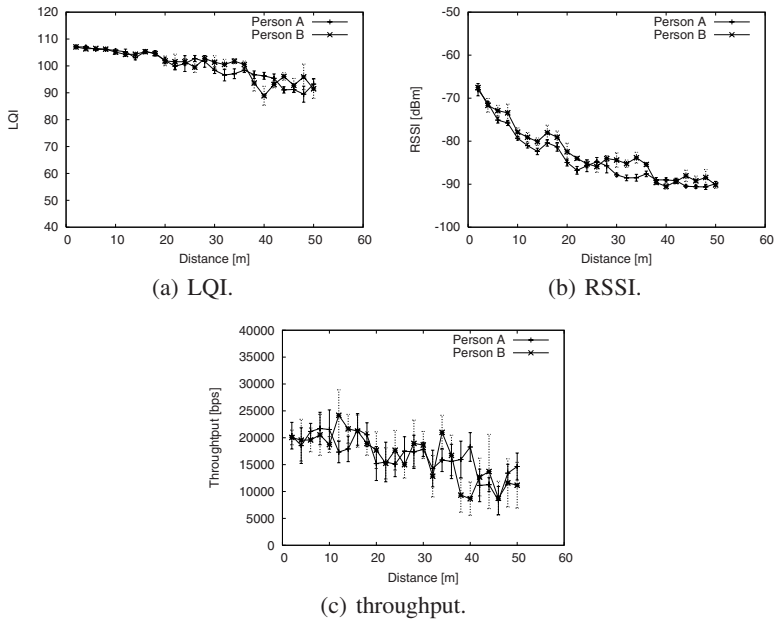 120
110
100
90
80
70
60
50
40
LQI
0 10 20 30 40 50 60
Distance [m]
Person A
Person B
(a) LQI.
-50
-60
-70
-80
-90
-100
RSSI [dBm]
0 10 20 30 40 50 60
Distance [m]
Person A
Person B
(b) RSSI.
40000
35000
30000
25000
20000
15000
10000
5000
0
Throughtput [bps]
0 10 20 30 40 50 60
Distance [m]
Person A
Person B
(c) throughput.